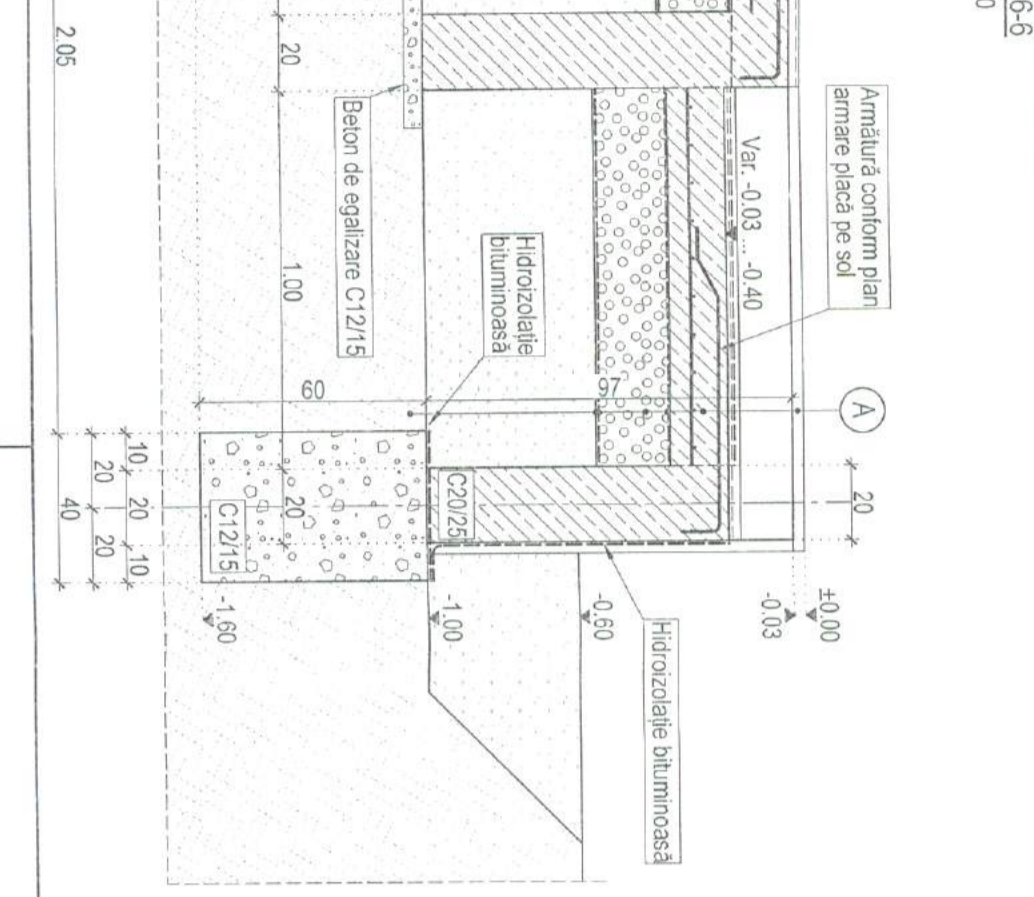 6-6
Armătură conform plan
armare placă pe sol
A
20
±0.00
-0.03
Var. -0.03 ... -0.40
97
-0.60
Hidroizolație bituminoasă
Hidroizolație
bituminoasă
C20/25
-1.00
Beton de egalizare C12/15
60
20
1.00
20
C12/15
-1.60
10
20
10
20
20
2.05
40